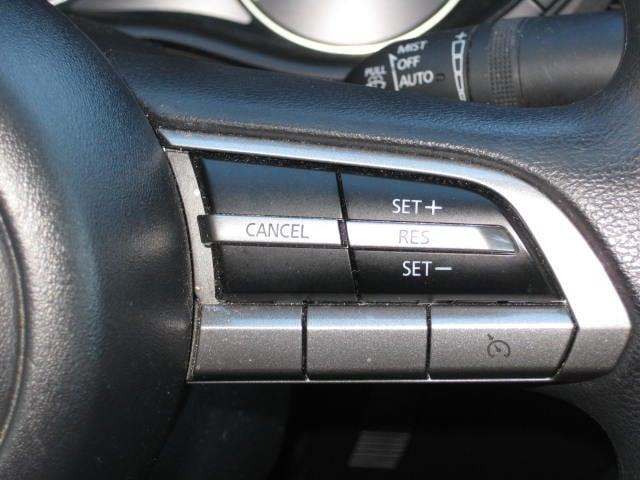 MIST
OFF
PULL
AUTO
SET+
CANCEL
RES
SET-